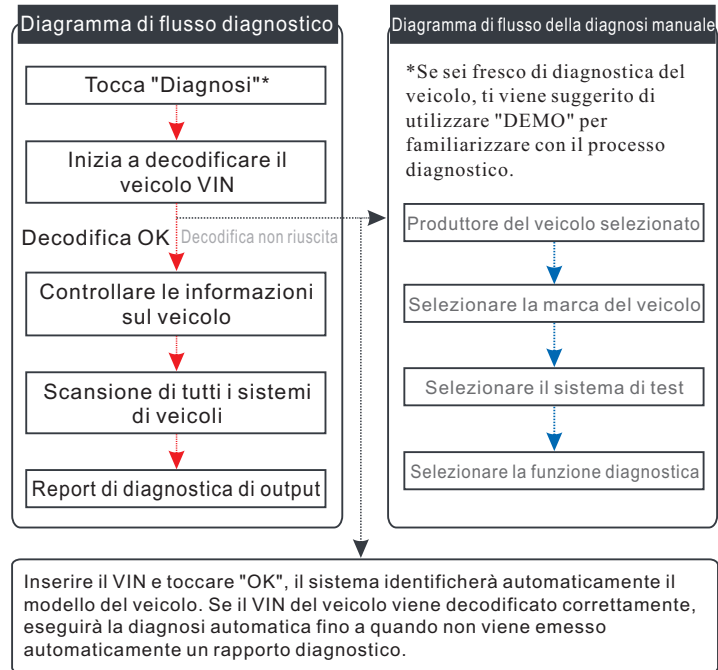 Diagramma di flusso diagnostico
Tocca "Diagnosi"*
Inizia a decodificare il
veicolo VIN
Decodifica OK
Decodifica non riuscita
Controllare le informazioni
sul veicolo
Scansione di tutti i sistemi
di veicoli
Report di diagnostica di output
Diagramma di flusso della diagnosi manuale
*Se sei fresco di diagnostica del
veicolo, ti viene suggerito di
utilizzare "DEMO" per
familiarizzare con il processo
diagnostico.
Produttore del veicolo selezionato
Selezionare la marca del veicolo
Selezionare il sistema di test
Selezionare la funzione diagnostica
Inserire il VIN e toccare "OK", il sistema identificherà automaticamente il
modello del veicolo. Se il VIN del veicolo viene decodificato correttamente,
eseguirà la diagnosi automatica fino a quando non viene emesso
automaticamente un rapporto diagnostico.